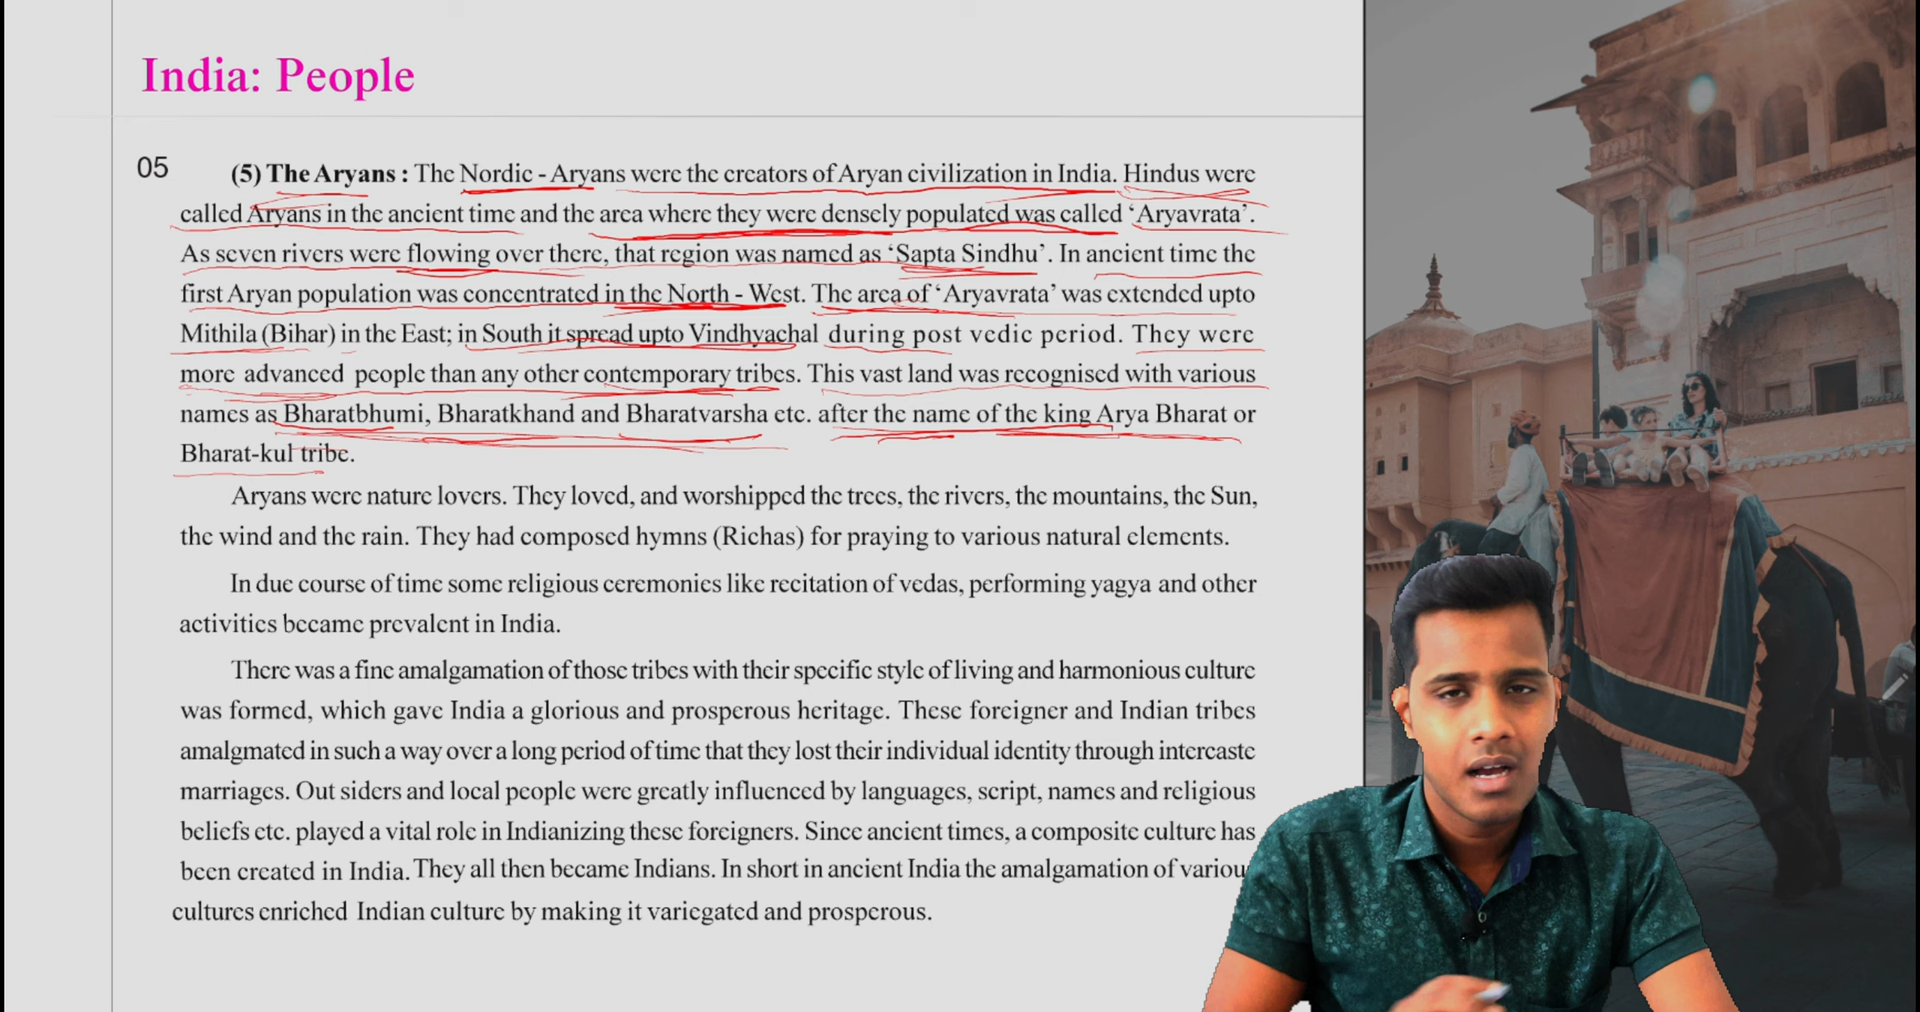 India: People
05
(5) The Aryans : The Nordic - Aryans were the creators of Aryan civilization in India. Hindus were
called Aryans in the ancient time and the area where they were densely populated was called ‘Aryavrata’.
As seven rivers were flowing over there, that region was named as ‘Sapta Sindhu’. In ancient time the
first Aryan population was concentrated in the North - West. The area of ‘Aryavrata’ was extended upto
Mithila (Bihar) in the East; in South it spread upto Vindhyachal during post vedic period. They were
more advanced people than any other contemporary tribes. This vast land was recognised with various
names as Bharatbhumi, Bharatkhand and Bharatvarsha etc. after the name of the king Arya Bharat or
Bharat-kul tribe.
Aryans were nature lovers. They loved, and worshipped the trees, the rivers, the mountains, the Sun,
the wind and the rain. They had composed hymns (Richas) for praying to various natural elements.
In due course of time some religious ceremonies like recitation of vedas, performing yagya and other
activities became prevalent in India.
There was a fine amalgamation of those tribes with their specific style of living and harmonious culture
was formed, which gave India a glorious and prosperous heritage. These foreigner and Indian tribes
amalgmated in such a way over a long period of time that they lost their individual identity through intercaste
marriages. Out siders and local people were greatly influenced by languages, script, names and religious
beliefs etc. played a vital role in Indianizing these foreigners. Since ancient times, a composite culture has
been created in India. They all then became Indians. In short in ancient India the amalgamation of variou
cultures enriched Indian culture by making it variegated and prosperous.